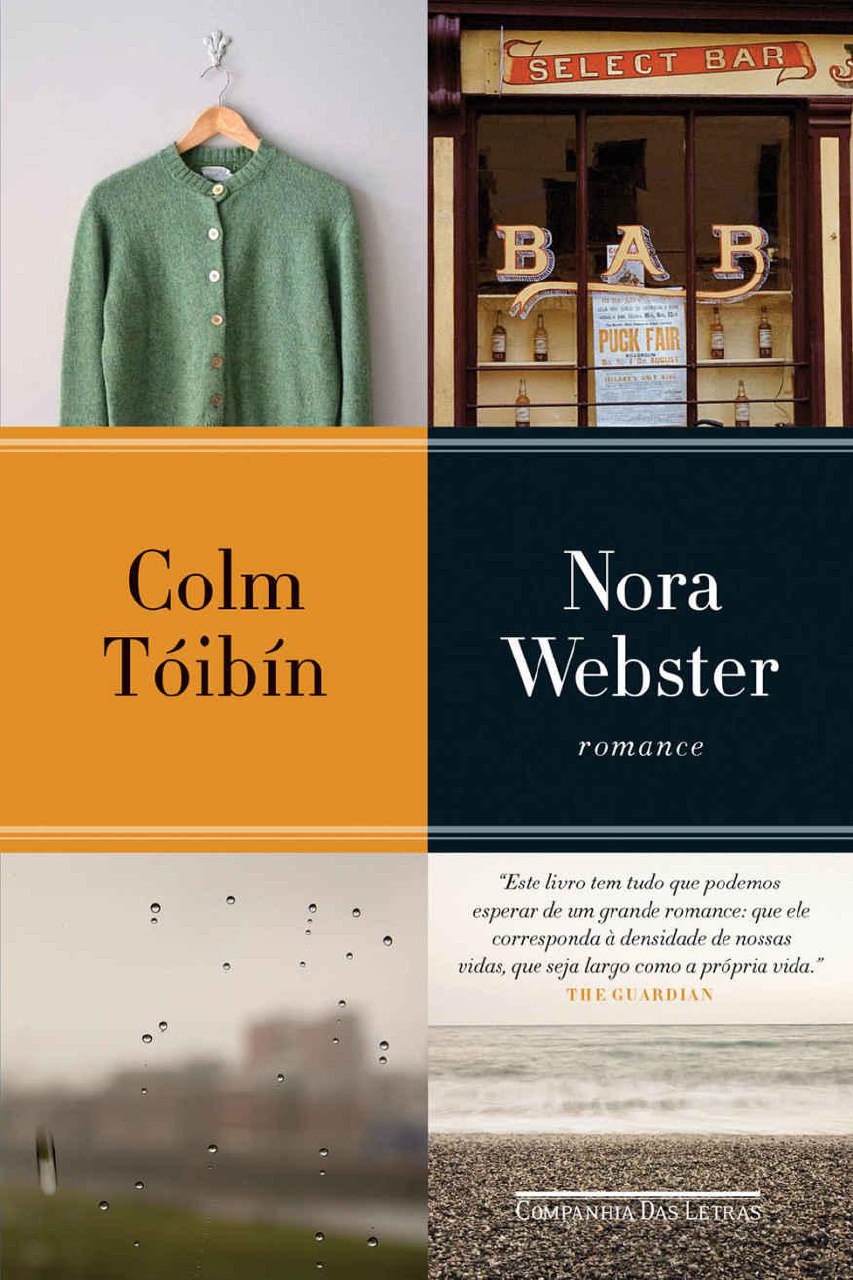 SELECT BAR
BAR
PUCK FAIR
Colm
Tóibín
Nora
Webster
romance
“Este livro tem tudo que podemos
esperar de um grande romance: que ele
corresponda à densidade de nossas
vidas, que seja largo como a própria vida.”
THE GUARDIAN
COMPANHIA DAS LETRAS